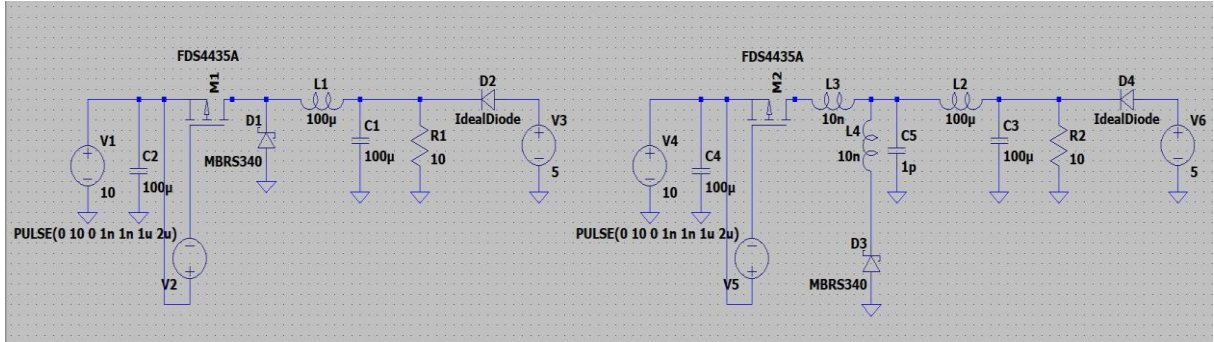 FDS4435A
M1
L1
100µ
D2
IdealDiode
V1
10
C2
100µ
D1
MBRS340
C1
100µ
R1
10
V3
5
PULSE(0 10 0 1n 1n 1u 2u)
V2
FDS4435A
M2
L3
10n
L4
10n
C5
1p
L2
100µ
D4
IdealDiode
V4
10
C4
100µ
C3
100µ
R2
10
V6
5
PULSE(0 10 0 1n 1n 1u 2u)
V5
D3
MBRS340